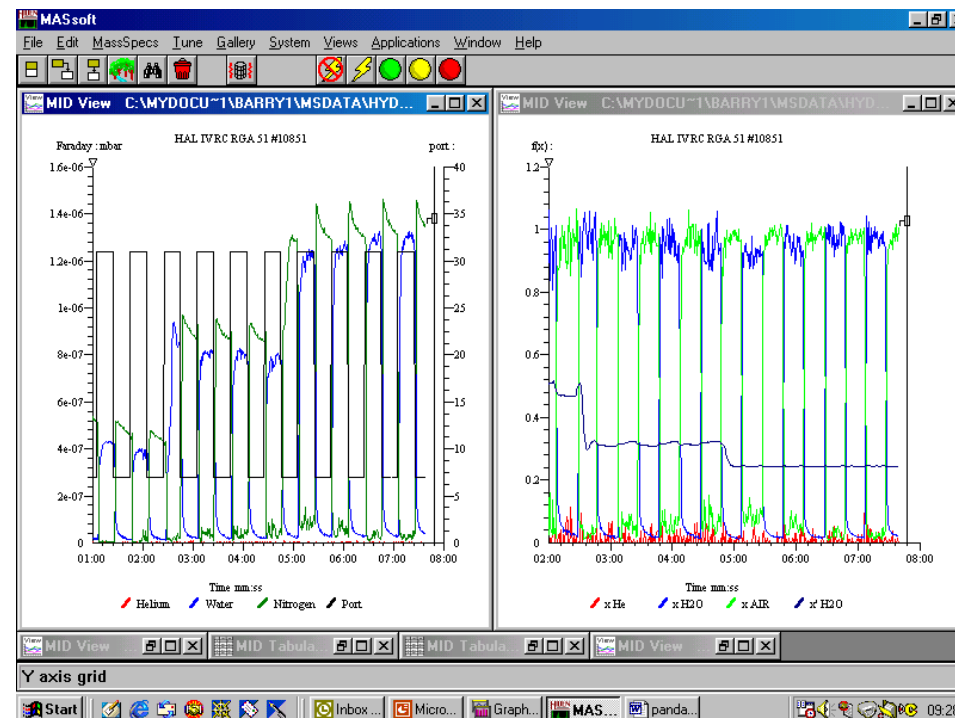 MASsoft
File Edit MassSpecs Tune Gallery System Views Applications Window Help
MID View C:\MYDOCU~1\BARRY1\MSDATA\HYD...
HAL IVRC RGA 51 #10851
Faraday : mbar port :
1.6e-06 40
1.4e-06 35
1.2e-06 30
1e-06 25
8e-07 20
6e-07 15
4e-07 10
2e-07 5
0 0
01:00 02:00 03:00 04:00 05:00 06:00 07:00 08:00
Time mm:ss
Helium Water Nitrogen Port
MID View C:\MYDOCU~1\BARRY1\MSDATA\HYD...
HAL IVRC RGA 51 #10851
f(x) :
1.2
1
0.8
0.6
0.4
0.2
0
02:00 03:00 04:00 05:00 06:00 07:00 08:00
Time mm:ss
x He x H2O x AIR x' H2O
MID View ... MID Tabula... MID Tabula... MID View ...
Y axis grid
Start Inbox ... Micro... Graph... MAS... panda... 09:28